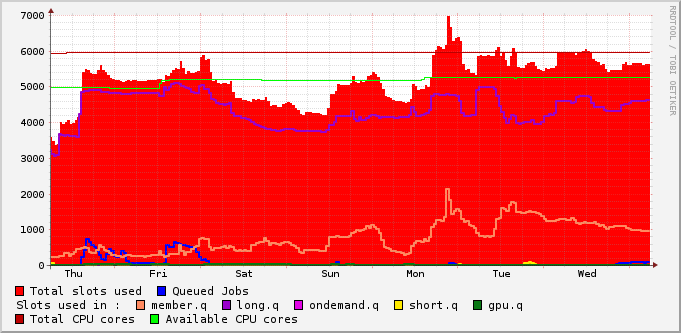 7000
6000
5000
4000
3000
2000
1000
0
Thu Fri Sat Sun Mon Tue Wed
Total slots used Queued Jobs
Slots used in : member.q long.q ondemand.q short.q gpu.q
Total CPU cores Available CPU cores
RRDTOOL / TOBI OETIKER